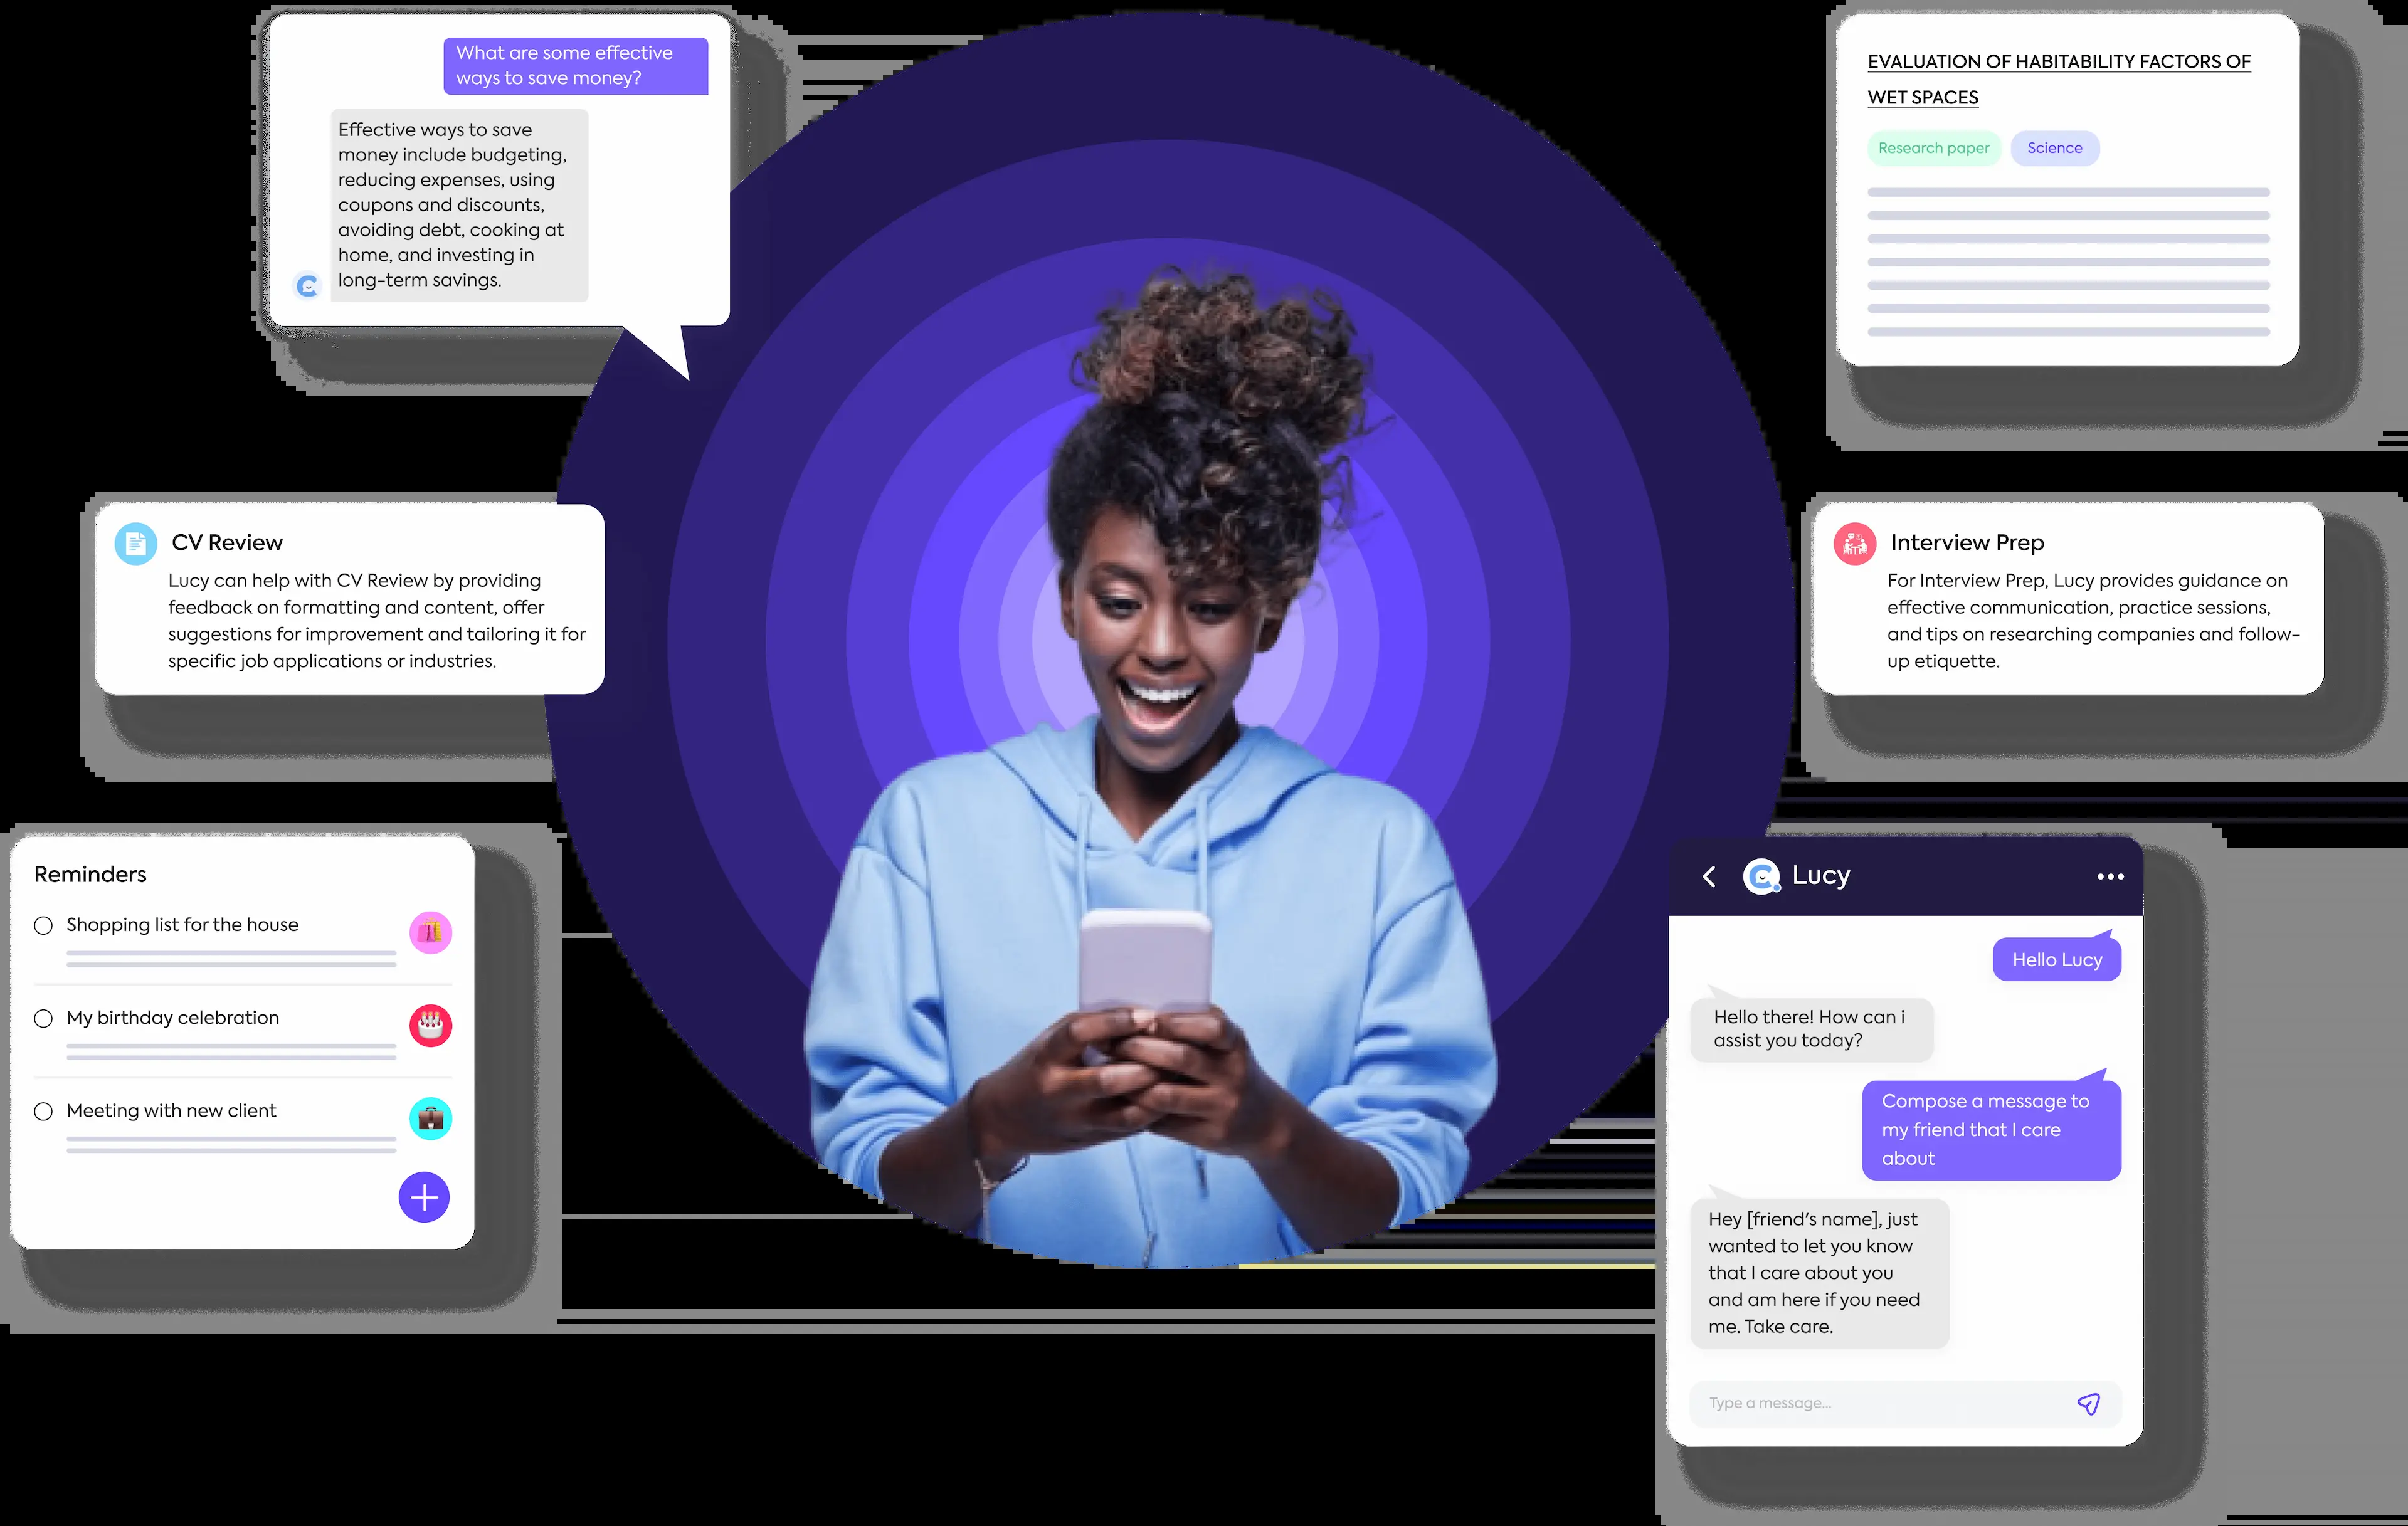 What are some effective
ways to save money?
Effective ways to save
money include budgeting,
reducing expenses, using
coupons and discounts,
avoiding debt, cooking at
home, and investing in
long-term savings.
EVALUATION OF HABITABILITY FACTORS OF
WET SPACES
Research paper
Science
CV Review
Lucy can help with CV Review by providing
feedback on formatting and content, offer
suggestions for improvement and tailoring it for
specific job applications or industries.
Interview Prep
For Interview Prep, Lucy provides guidance on
effective communication, practice sessions,
and tips on researching companies and follow-
up etiquette.
Reminders
Shopping list for the house
My birthday celebration
Meeting with new client
Lucy
Hello Lucy
Hello there! How can i
assist you today?
Compose a message to
my friend that I care
about
Hey [friend's name], just
wanted to let you know
that I care about you
and am here if you need
me. Take care.
Type a message...